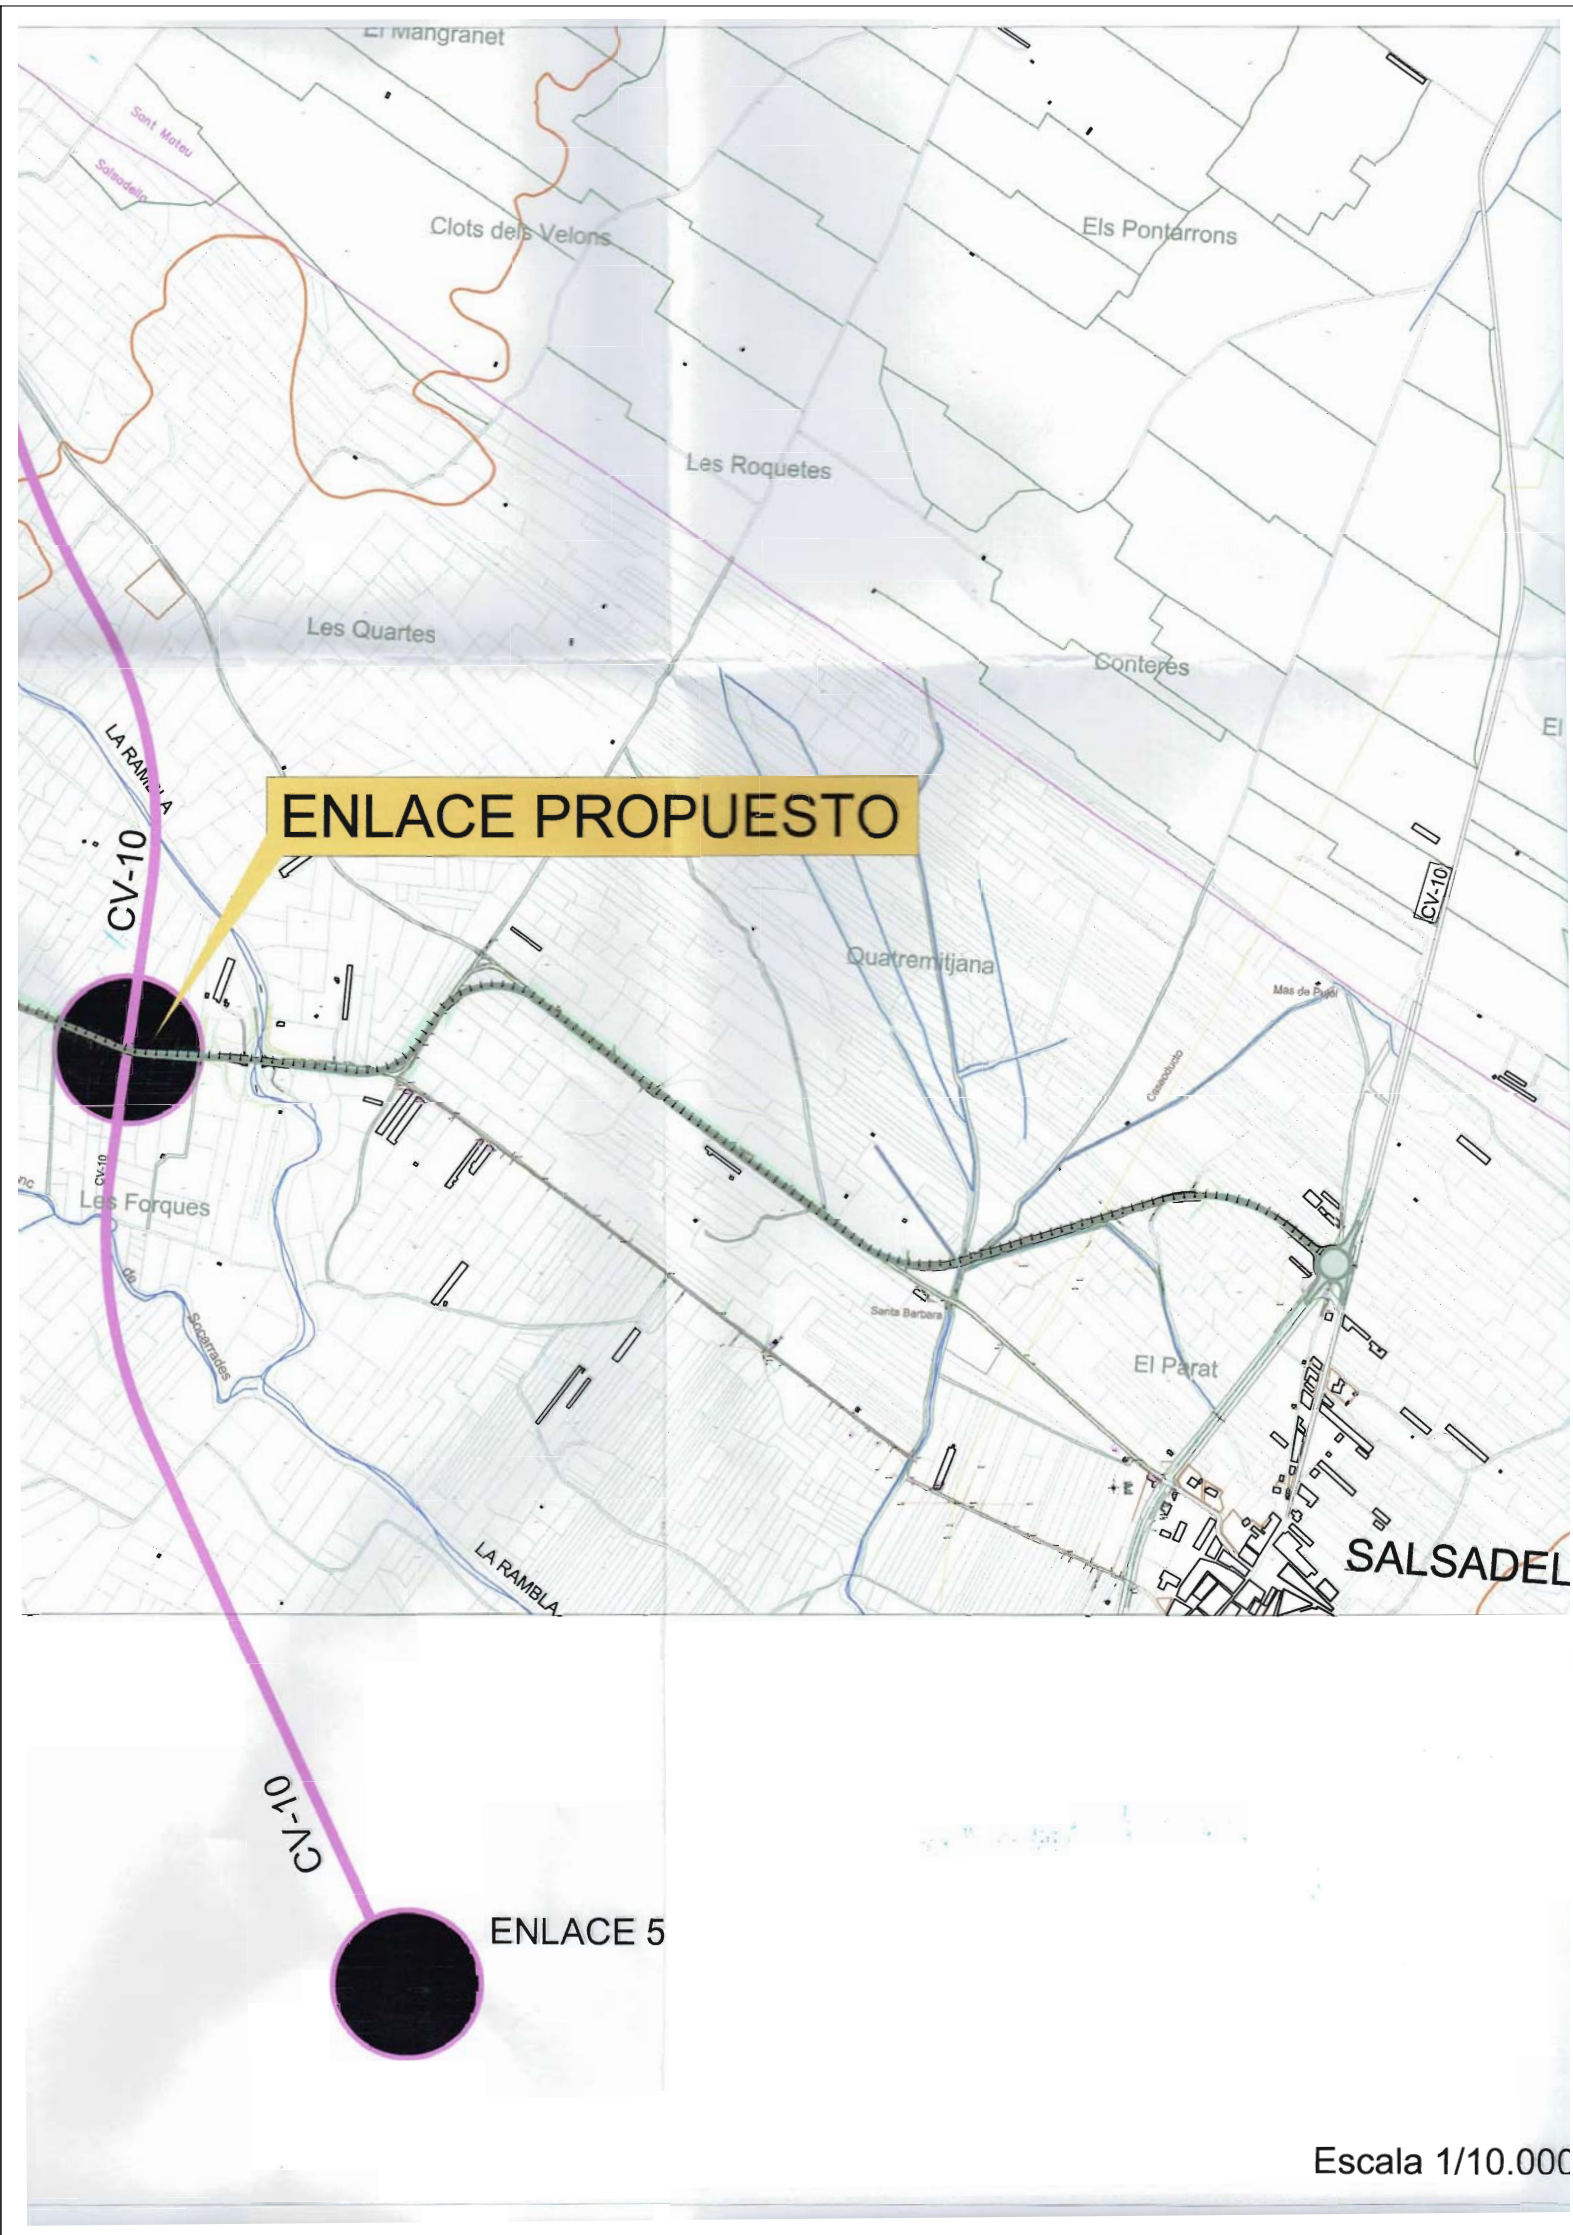 El Mangranet
Sant Mateu
Salsadella
Clots dels Velons
Els Pontarrons
Les Roquetes
Les Quartes
Conteres
El
LA RAMBLA
ENLACE PROPUESTO
CV-10
CV-10
Quatremitjana
Mas de Pujol
Casaoducto
CV-10
Les Forques
de
Socarrades
Santa Barbara
El Parat
LA RAMBLA
SALSADEL
CV-10
ENLACE 5
Escala 1/10.000